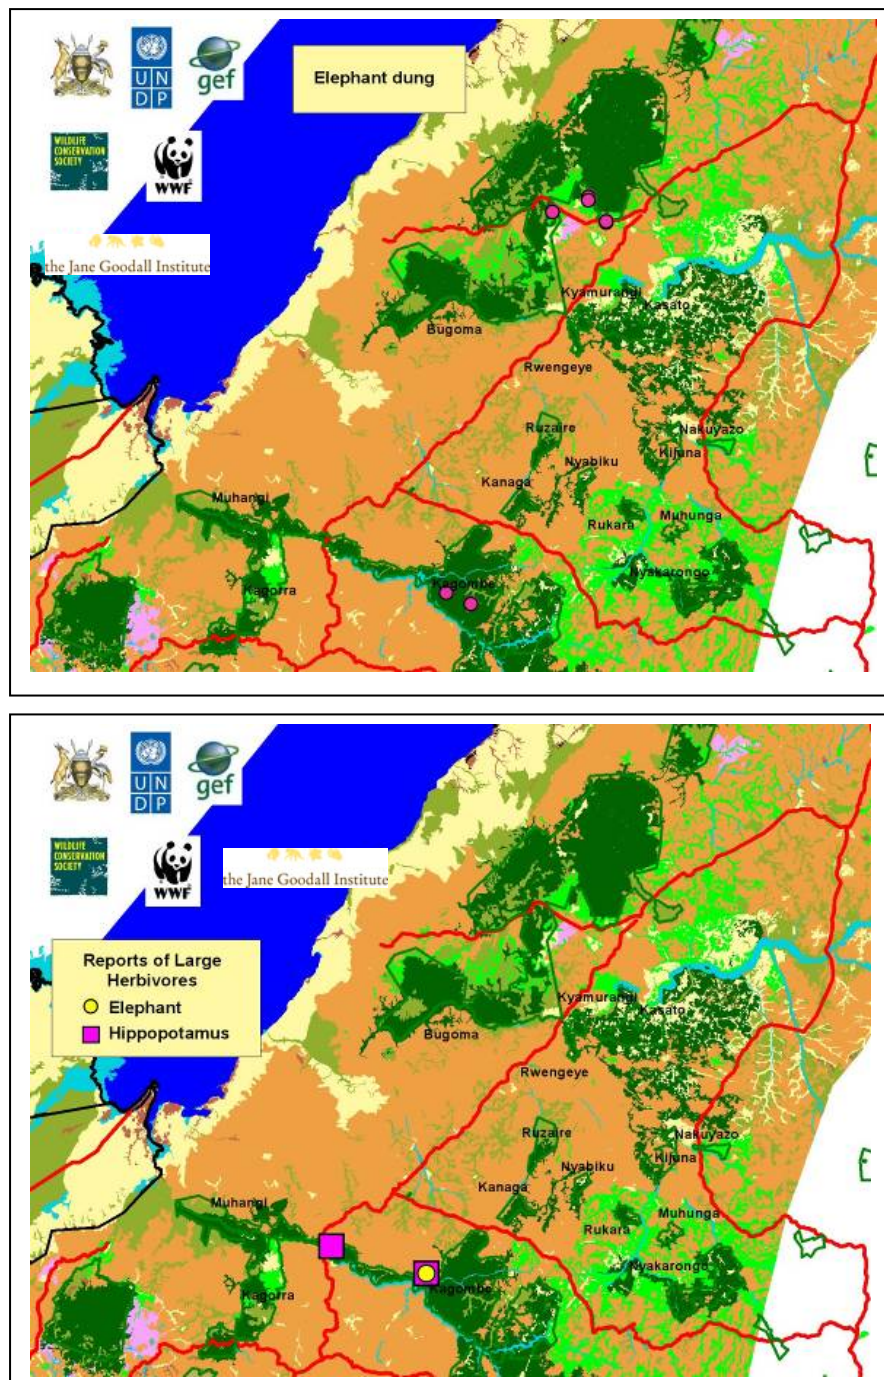 UN
DP
gef
Elephant dung
WILDLIFE
CONSERVATION
SOCIETY
WWF
the Jane Goodall Institute
Kyamurangi
Kasato
Bugoma
Rwengeye
Ruzaire
Nakuyazo
Kijuna
Nyabiku
Kanaga
Muhangi
Rukara
Muhunga
Nyakarongo
Kagombe
Kagorra
UN
DP
gef
WILDLIFE
CONSERVATION
SOCIETY
WWF
the Jane Goodall Institute
Reports of Large
Herbivores
Elephant
Hippopotamus
Kyamurangi
Kasato
Bugoma
Rwengeye
Ruzaire
Nakuyazo
Kijuna
Nyabiku
Kanaga
Muhangi
Rukara
Muhunga
Nyakarongo
Kagombe
Kagorra